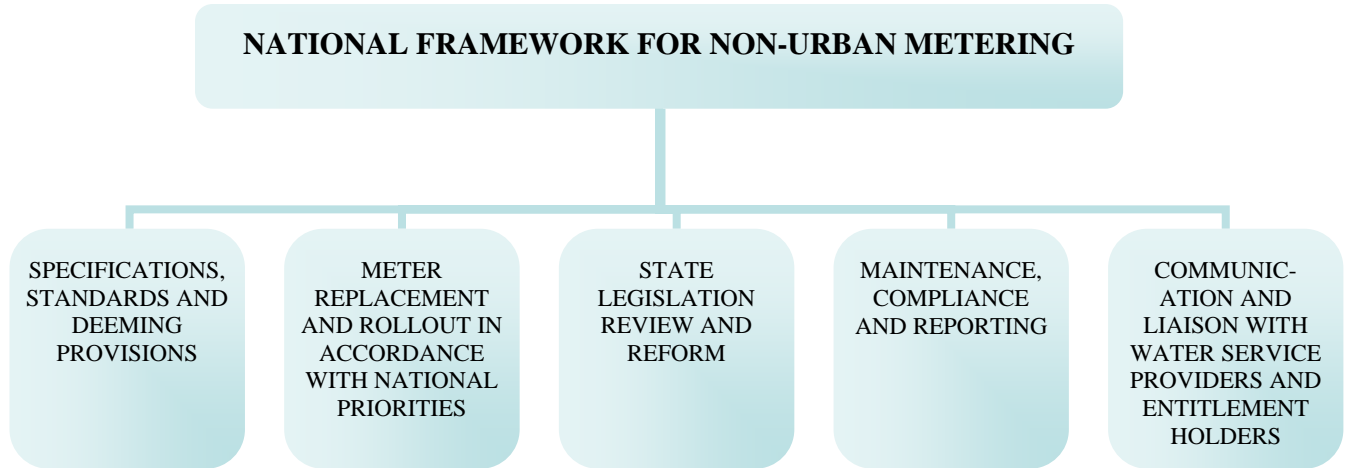 NATIONAL FRAMEWORK FOR NON-URBAN METERING
SPECIFICATIONS,
STANDARDS AND
DEEMING
PROVISIONS
METER
REPLACEMENT
AND ROLLOUT IN
ACCORDANCE
WITH NATIONAL
PRIORITIES
STATE
LEGISLATION
REVIEW AND
REFORM
MAINTENANCE,
COMPLIANCE
AND REPORTING
COMMUNIC-
ATION AND
LIAISON WITH
WATER SERVICE
PROVIDERS AND
ENTITLEMENT
HOLDERS